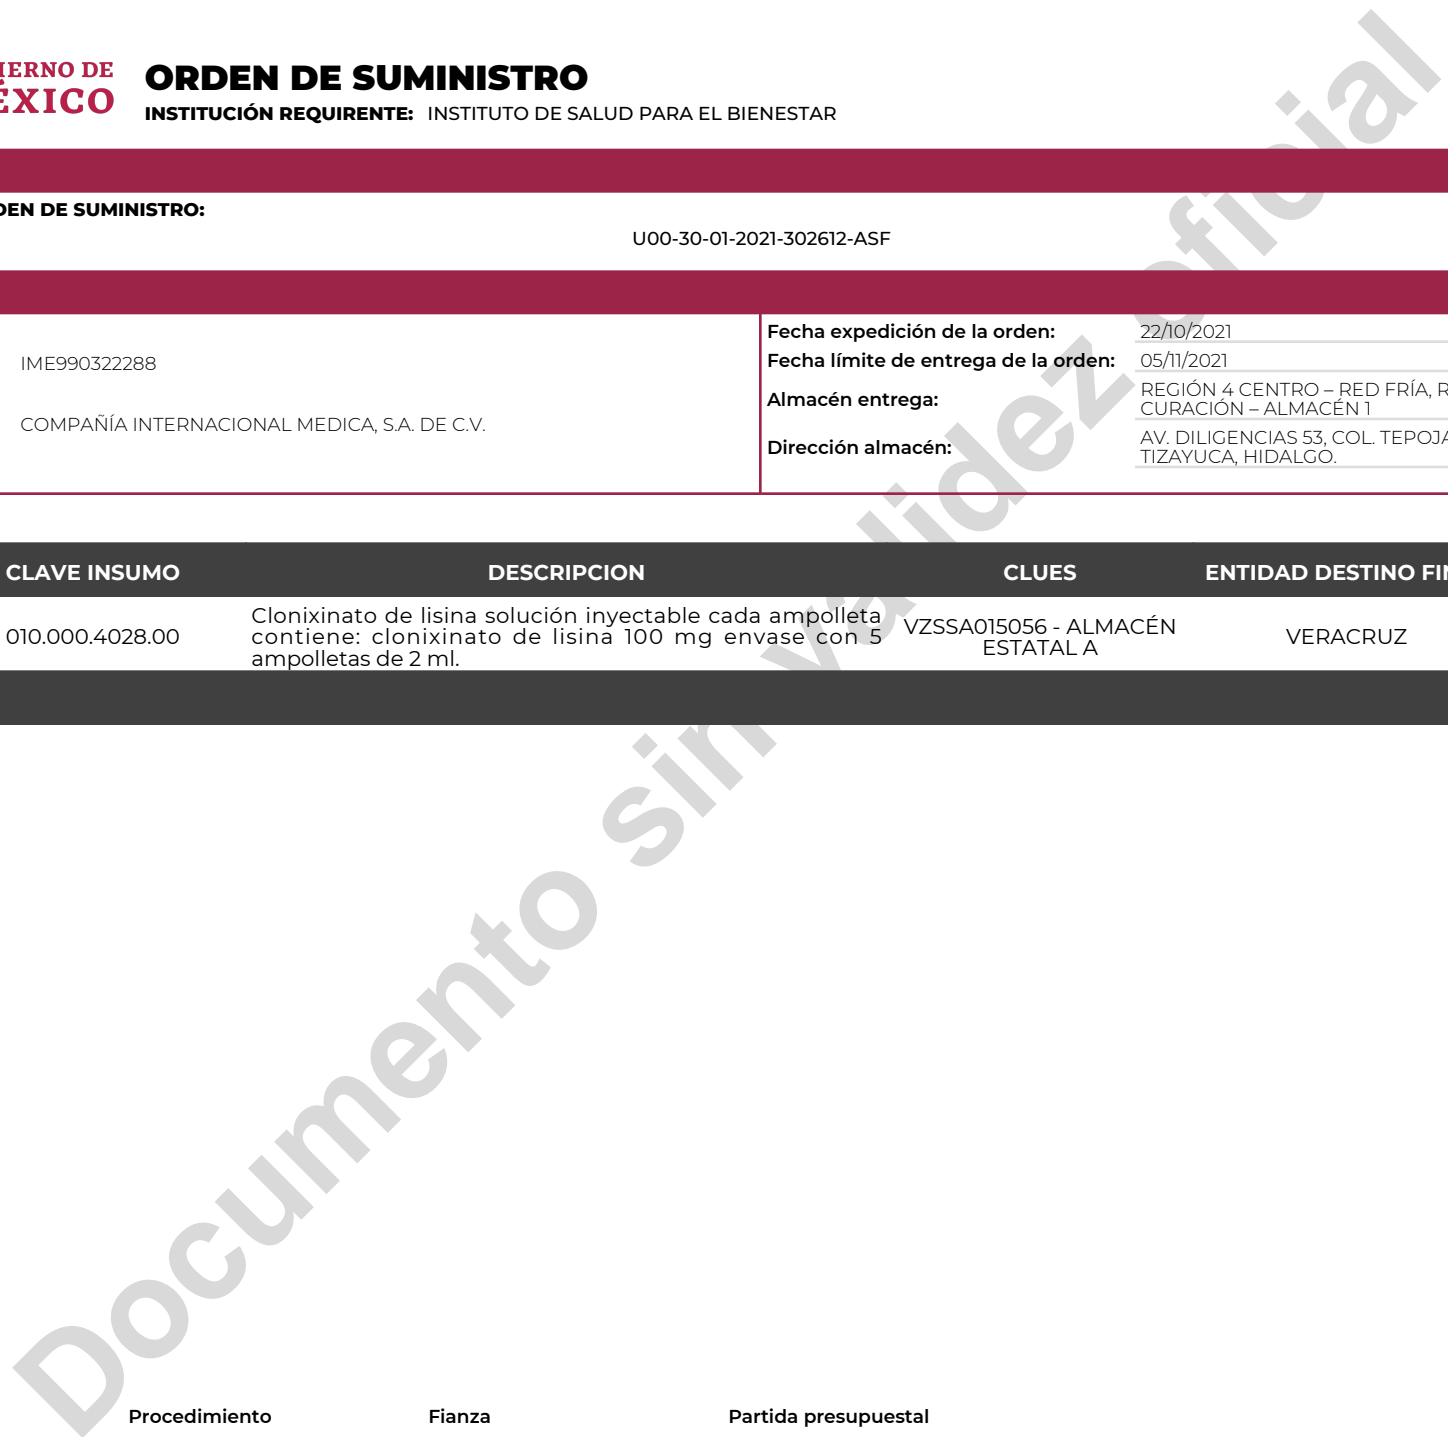 IERNO DE
ÉXICO
ORDEN DE SUMINISTRO
INSTITUCIÓN REQUIRENTE: INSTITUTO DE SALUD PARA EL BIENESTAR
DEN DE SUMINISTRO:
U00-30-01-2021-302612-ASF
IME990322288
COMPAÑÍA INTERNACIONAL MEDICA, S.A. DE C.V.
Fecha expedición de la orden: 22/10/2021
Fecha límite de entrega de la orden: 05/11/2021
Almacén entrega: REGIÓN 4 CENTRO – RED FRÍA, R
CURACIÓN – ALMACÉN 1
Dirección almacén: AV. DILIGENCIAS 53, COL. TEPOJA
TIZAYUCA, HIDALGO.
CLAVE INSUMO DESCRIPCION CLUES ENTIDAD DESTINO FIN
010.000.4028.00
Clonixinato de lisina solución inyectable cada ampolleta
contiene: clonixinato de lisina 100 mg envase con 5
ampolletas de 2 ml.
VZSSA015056 - ALMACÉN
ESTATAL A
VERACRUZ
Documento sin validez oficial
Procedimiento Fianza Partida presupuestal